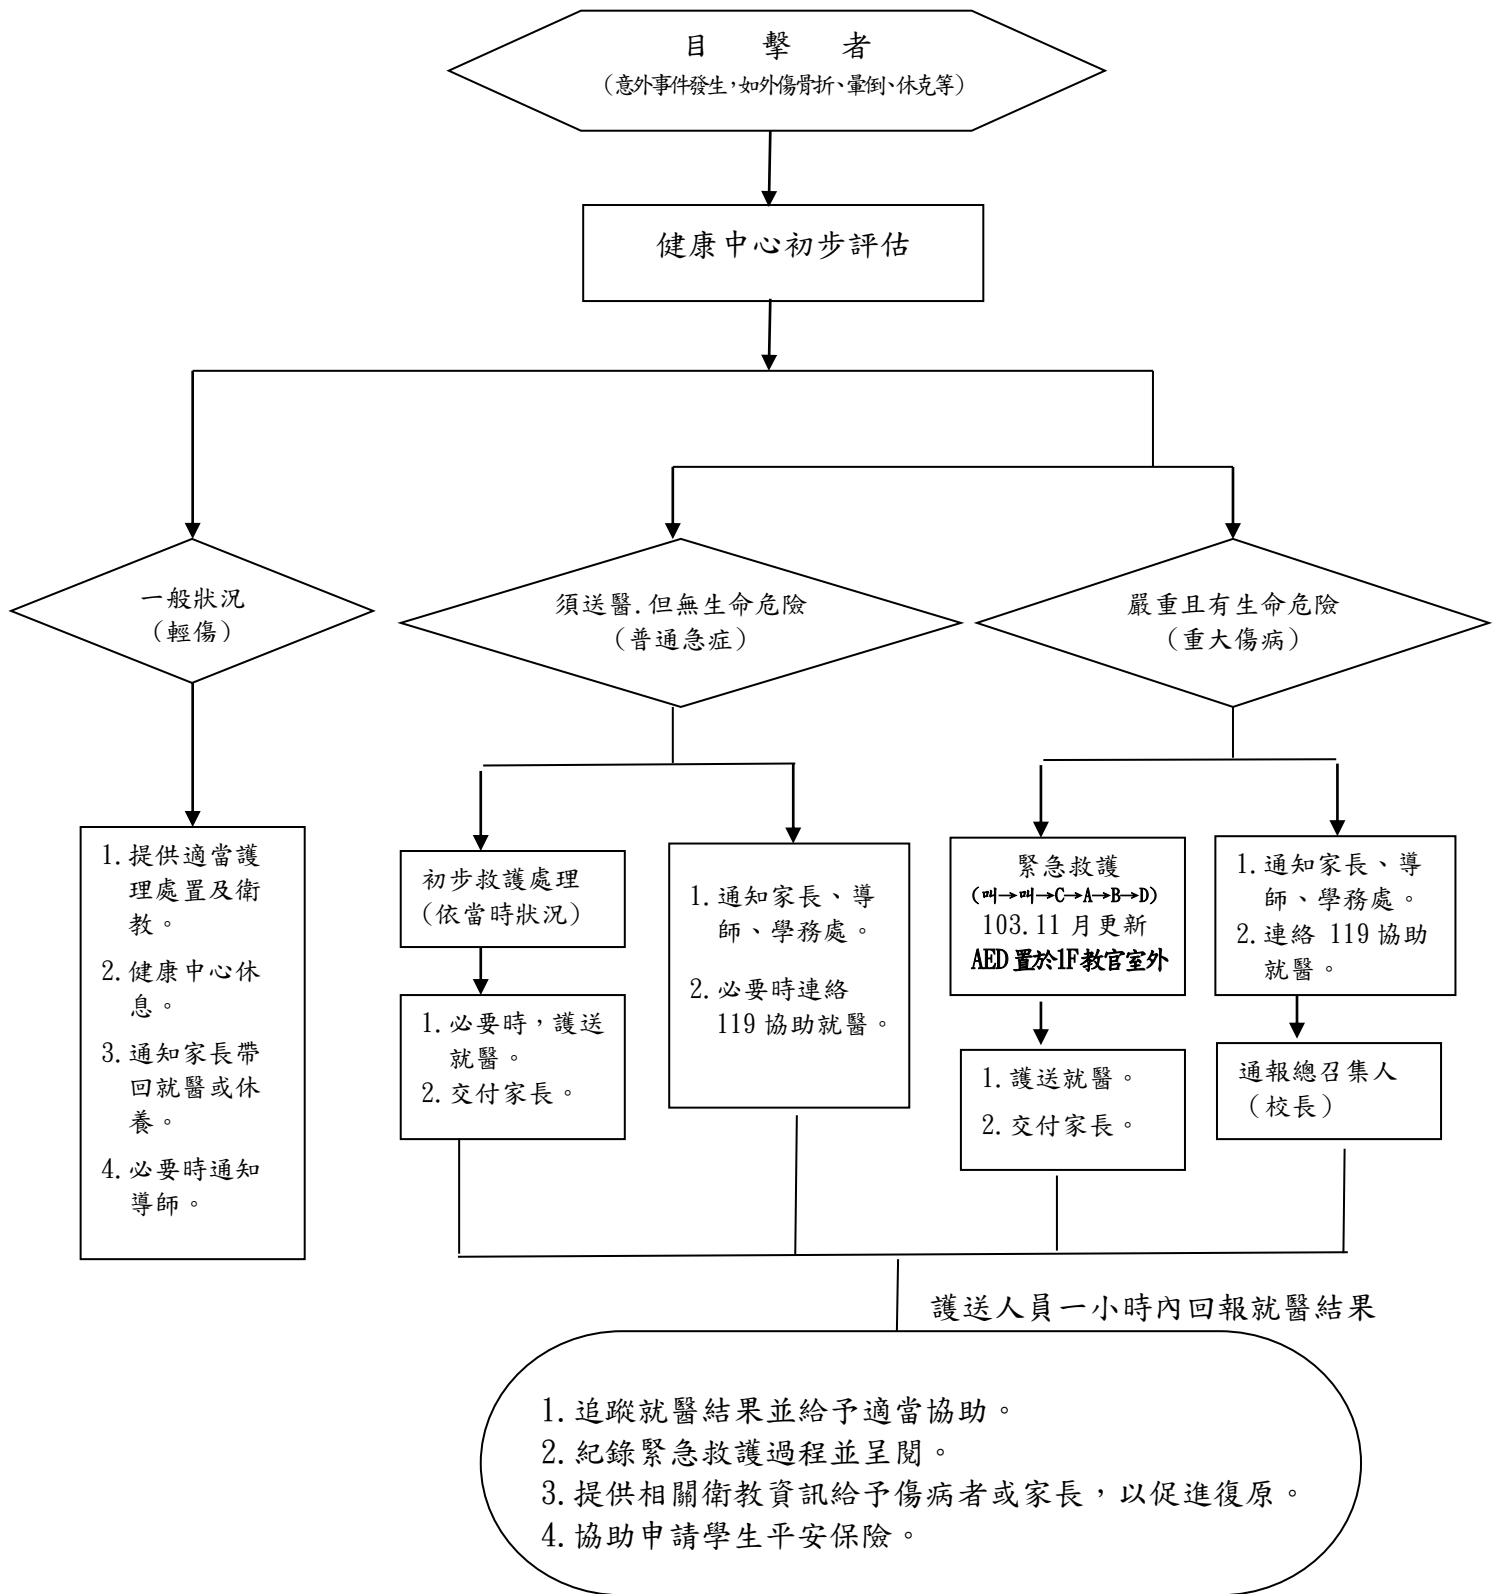 目 擊 者
（意外事件發生，如外傷骨折、暈倒、休克等）
健康中心初步評估
一般狀況
（輕傷）
須送醫.但無生命危險
（普通急症）
嚴重且有生命危險
（重大傷病）
1.提供適當護
理處置及衛
教。
2.健康中心休
息。
3.通知家長帶
回就醫或休
養。
4.必要時通知
導師。
初步救護處理
(依當時狀況)
1.必要時，護送
就醫。
2.交付家長。
1.通知家長、導
師、學務處。
2.必要時連絡
119 協助就醫。
緊急救護
(叫→叫→C→A→B→D)
103.11 月更新
AED 置於1F教官室外
1.護送就醫。
2.交付家長。
1.通知家長、導
師、學務處。
2.連絡 119 協助
就醫。
通報總召集人
（校長）
護送人員一小時內回報就醫結果
1.追蹤就醫結果並給予適當協助。
2.紀錄緊急救護過程並呈閱。
3.提供相關衛教資訊給予傷病者或家長，以促進復原。
4.協助申請學生平安保險。